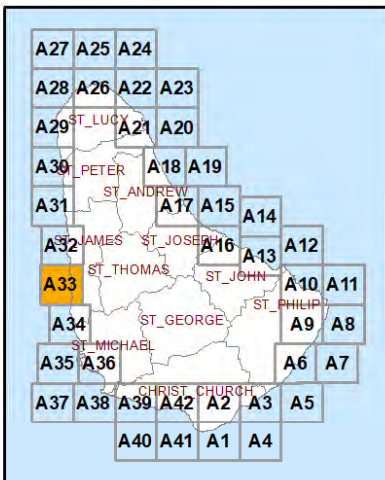 A27 A25 A24
A28 A26 A22 A23
A29 ST_LUCY A21 A20
A30 ST_PETER A18 A19
ST_ANDREW
A31 A17 A15 A14
A32 ST_JAMES ST_JOSEPH A16 A13 A12
A33 ST_THOMAS ST_JOHN A10 A11
ST_PHILIP
A34 ST_GEORGE A9 A8
ST_MICHAEL
A35 A36 A6 A7
CHRIST_CHURCH
A37 A38 A39 A42 A2 A3 A5
A40 A41 A1 A4